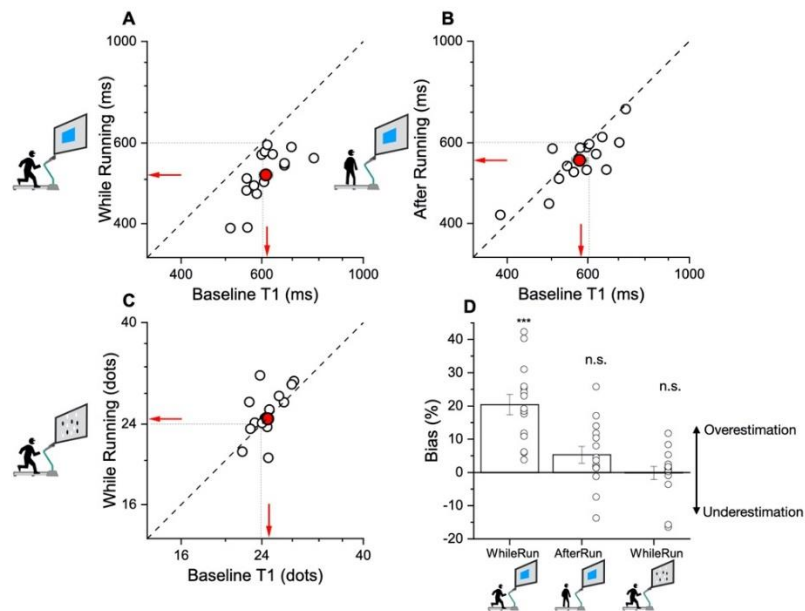 A
1000
600
400
While Running (ms)
400
600
1000
Baseline T1 (ms)
B
1000
600
400
After Running (ms)
400
600
1000
Baseline T1 (ms)
C
40
24
16
While Running (dots)
16
24
40
Baseline T1 (dots)
D
40
30
20
10
0
-10
-20
Bias (%)
***
n.s.
n.s.
Overestimation
Underestimation
WhileRun AfterRun WhileRun